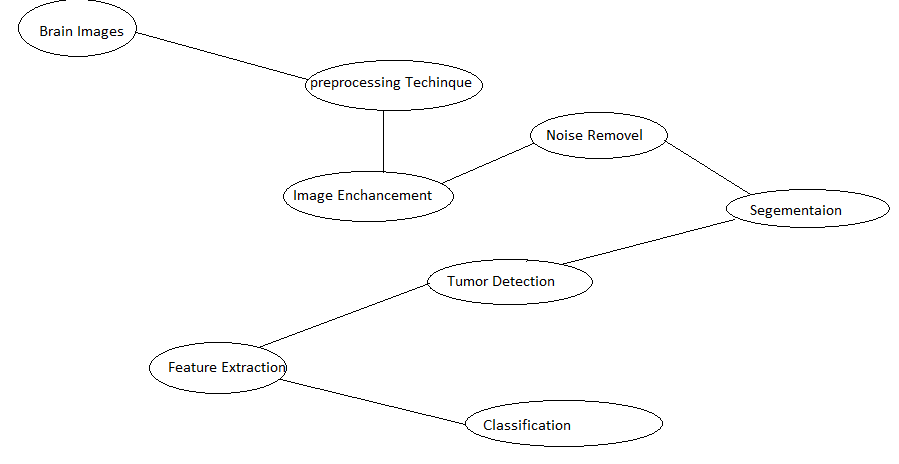 Brain Images
preprocessing Techinque
Noise Removel
Image Enchancement
Segementaion
Tumor Detection
Feature Extraction
Classification